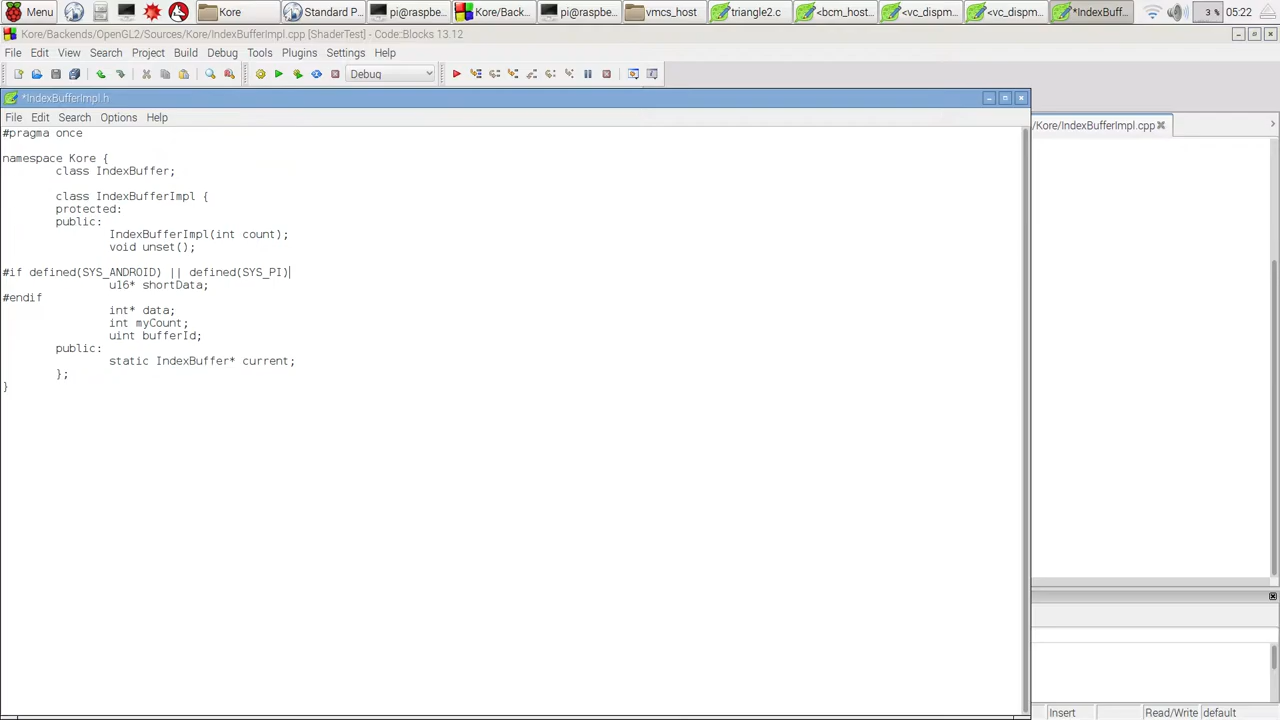 Menu Kore Standard P... pi@raspbe... Kore/Back... pi@raspbe... vmcs_host triangle2.c <bcm_host... <vc_dispm... <vc_dispm... *IndexBuff... 3 % 05:22
Kore/Backends/OpenGL2/Sources/Kore/IndexBufferImpl.cpp [ShaderTest] - Code::Blocks 13.12
File Edit View Search Project Build Debug Tools Plugins Settings Help
Debug
*IndexBufferImpl.h
File Edit Search Options Help
/Kore/IndexBufferImpl.cpp
#pragma once
namespace Kore {
class IndexBuffer;
class IndexBufferImpl {
protected:
public:
IndexBufferImpl(int count);
void unset();
#if defined(SYS_ANDROID) || defined(SYS_PI)
u16* shortData;
#endif
int* data;
int myCount;
uint bufferId;
public:
static IndexBuffer* current;
};
}
Insert Read/Write default